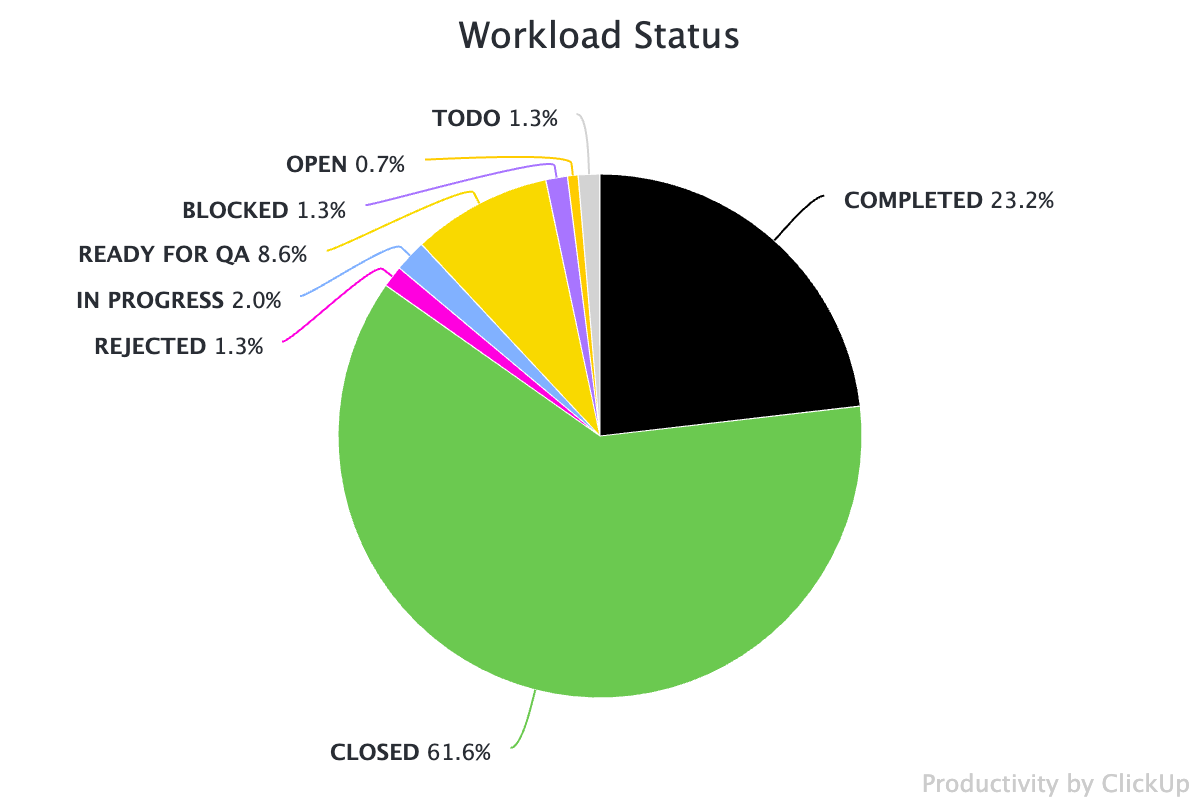 Workload Status
TODO 1.3%
OPEN 0.7%
BLOCKED 1.3%
READY FOR QA 8.6%
IN PROGRESS 2.0%
REJECTED 1.3%
COMPLETED 23.2%
CLOSED 61.6%
Productivity by ClickUp